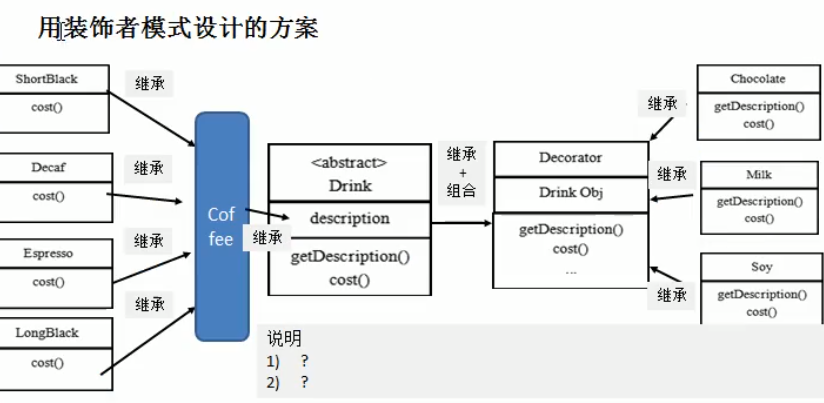 用装饰者模式设计的方案
ShortBlack
cost()
继承
Decaf
cost()
继承
Espresso
cost()
继承
LongBlack
cost()
继承
Cof
fee
继承
<abstract>
Drink
description
getDescription()
cost()
继承
+
组合
Decorator
Drink Obj
getDescription()
cost()
...
继承
Chocolate
getDescription()
cost()
继承
Milk
getDescription()
cost()
继承
Soy
getDescription()
cost()
说明
1) ?
2) ?